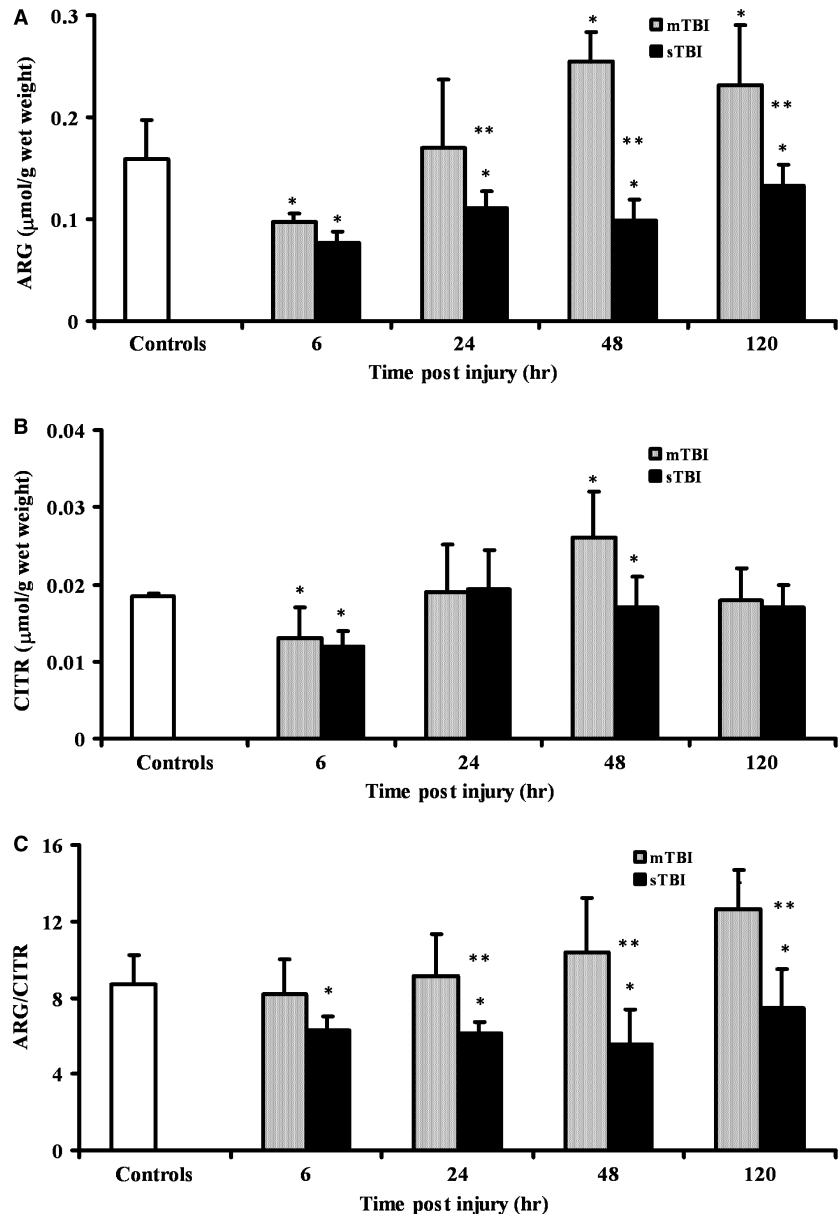 A
ARG (μmol/g wet weight)
0.3
0.2
0.1
0
mTBI
sTBI
*
*
**
*
*
**
*
*
**
*
Controls 6 24 48 120
Time post injury (hr)
B
CITR (μmol/g wet weight)
0.04
0.03
0.02
0.01
0
mTBI
sTBI
*
*
*
*
Controls 6 24 48 120
Time post injury (hr)
C
ARG/CITR
16
12
8
4
0
mTBI
sTBI
*
**
*
**
*
**
*
Controls 6 24 48 120
Time post injury (hr)